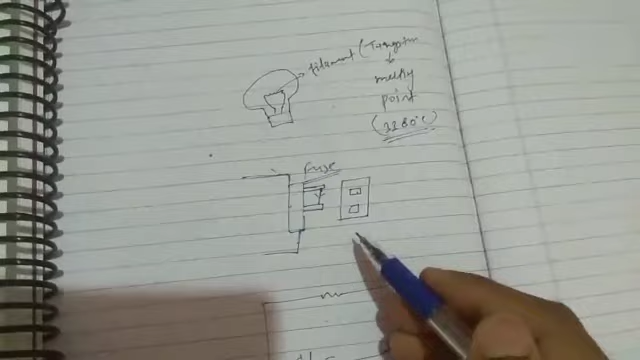 filament (Tungsten
melting
point
(3380°C)
fuse